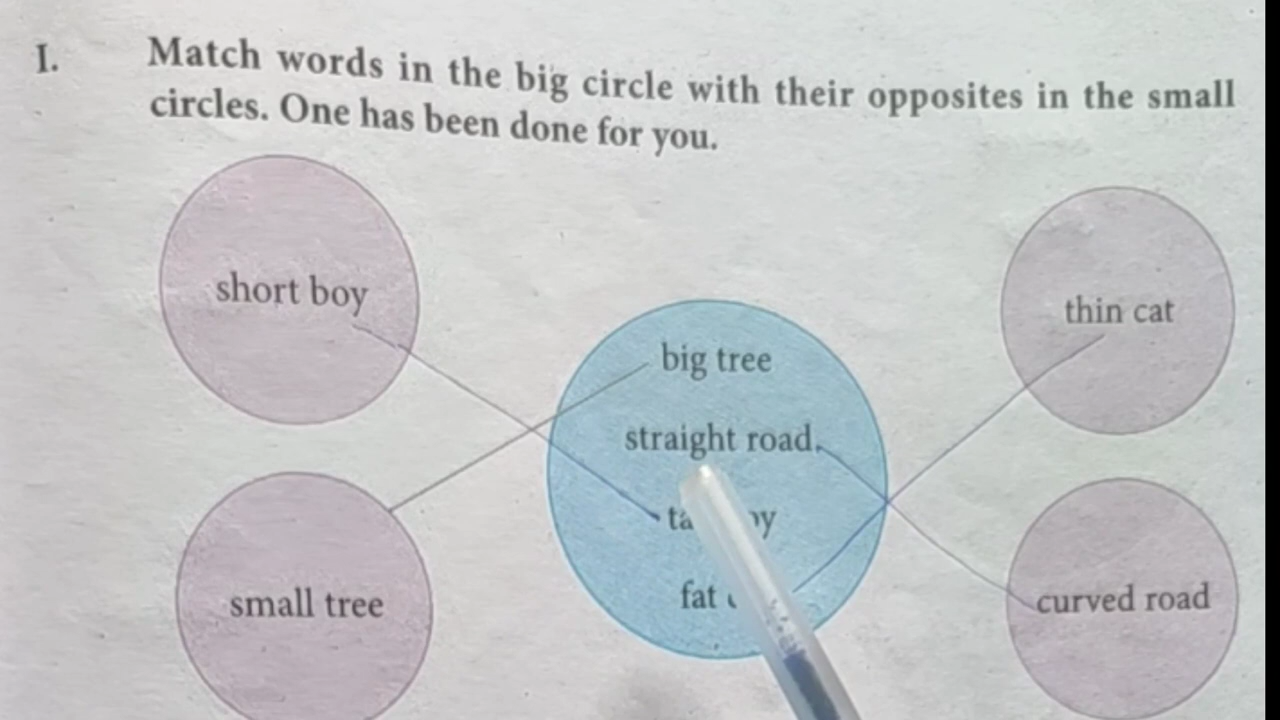 I. Match words in the big circle with their opposites in the small
circles. One has been done for you.
short boy
thin cat
big tree
straight road
fat
small tree
curved road